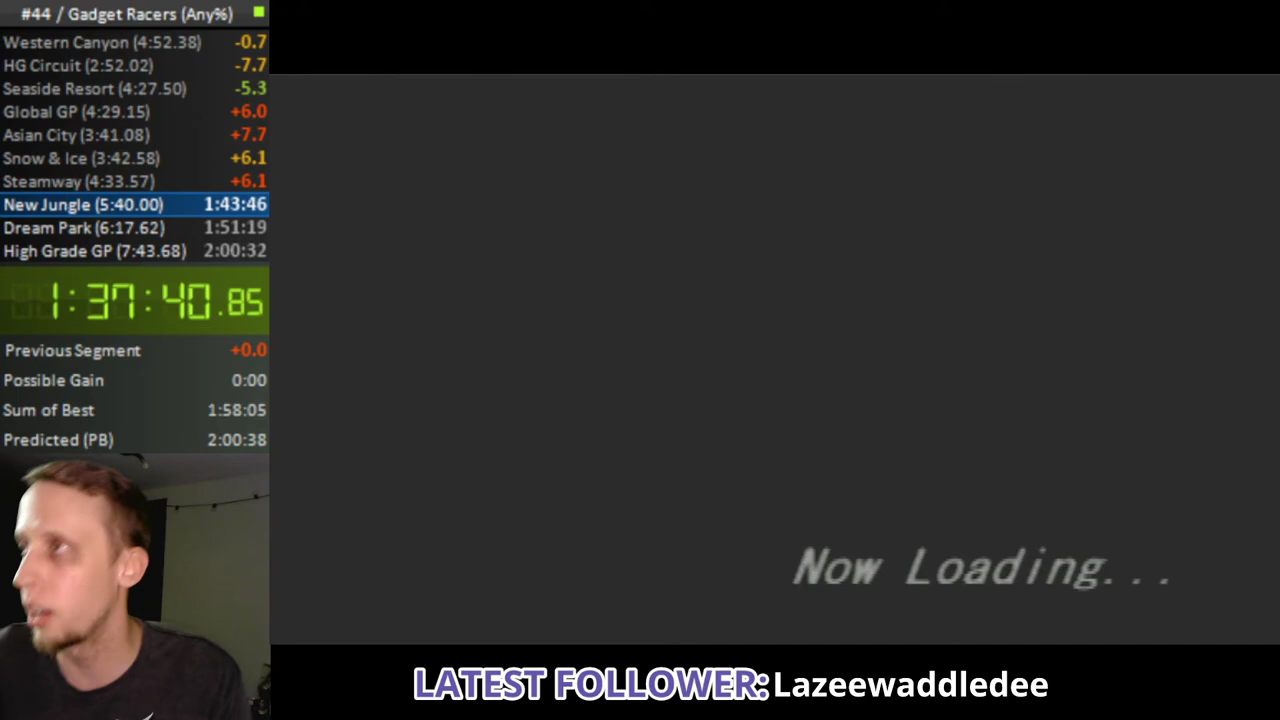 #44 / Gadget Racers (Any%)
Western Canyon (4:52.38) -0.7
HG Circuit (2:52.02) -7.7
Seaside Resort (4:27.50) -5.3
Global GP (4:29.15) +6.0
Asian City (3:41.08) +7.7
Snow & Ice (3:42.58) +6.1
Steamway (4:33.57) +6.1
New Jungle (5:40.00) 1:43:46
Dream Park (6:17.62) 1:51:19
High Grade GP (7:43.68) 2:00:32
1:37:40.85
Previous Segment +0.0
Possible Gain 0:00
Sum of Best 1:58:05
Predicted (PB) 2:00:38
Now Loading...
LATEST FOLLOWER: Lazeewaddledee